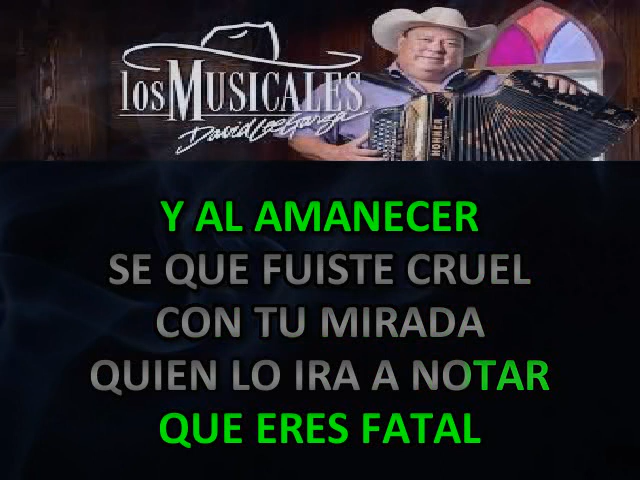 los MUSICALES
David Lee Garza
HOHNER
Y AL AMANECER
SE QUE FUISTE CRUEL
CON TU MIRADA
QUIEN LO IRA A NOTAR
QUE ERES FATAL